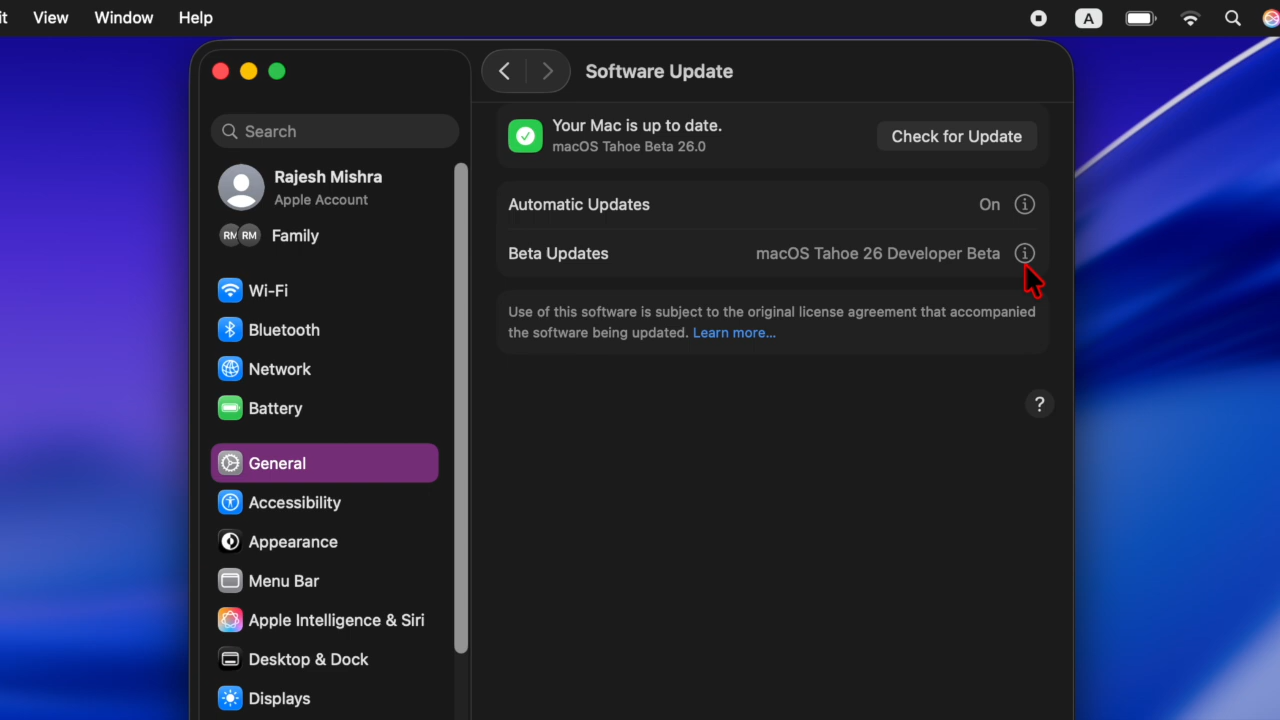 it View Window Help
A
Software Update
Search
Your Mac is up to date.
macOS Tahoe Beta 26.0
Check for Update
Rajesh Mishra
Apple Account
RM RM Family
Automatic Updates On
Beta Updates macOS Tahoe 26 Developer Beta
Use of this software is subject to the original license agreement that accompanied
the software being updated. Learn more...
?
Wi-Fi
Bluetooth
Network
Battery
General
Accessibility
Appearance
Menu Bar
Apple Intelligence & Siri
Desktop & Dock
Displays